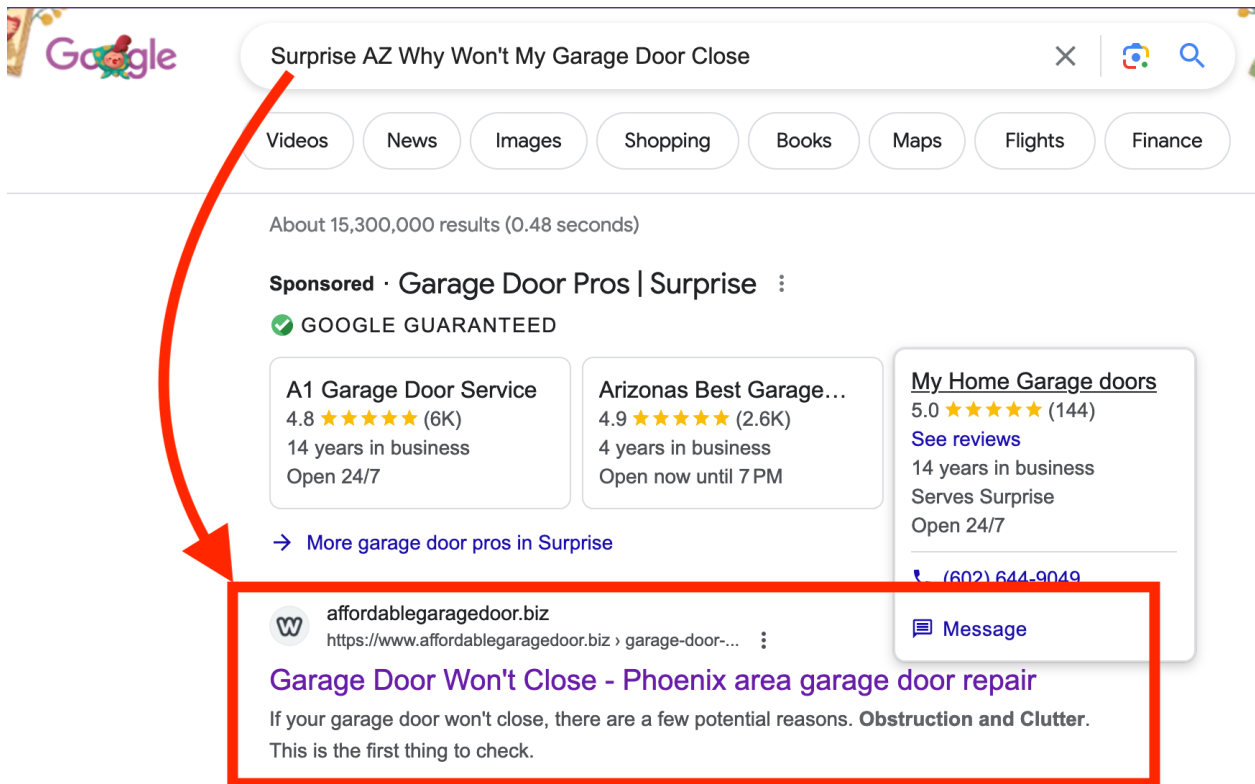 Google
Surprise AZ Why Won't My Garage Door Close
Videos
News
Images
Shopping
Books
Maps
Flights
Finance
About 15,300,000 results (0.48 seconds)
Sponsored · Garage Door Pros | Surprise
GOOGLE GUARANTEED
A1 Garage Door Service
4.8 (6K)
14 years in business
Open 24/7
Arizonas Best Garage...
4.9 (2.6K)
4 years in business
Open now until 7 PM
My Home Garage doors
5.0 (144)
See reviews
14 years in business
Serves Surprise
Open 24/7
(602) 644-9049
Message
More garage door pros in Surprise
affordablegaragedoor.biz
https://www.affordablegaragedoor.biz › garage-door-...
Garage Door Won't Close - Phoenix area garage door repair
If your garage door won't close, there are a few potential reasons. Obstruction and Clutter.
This is the first thing to check.